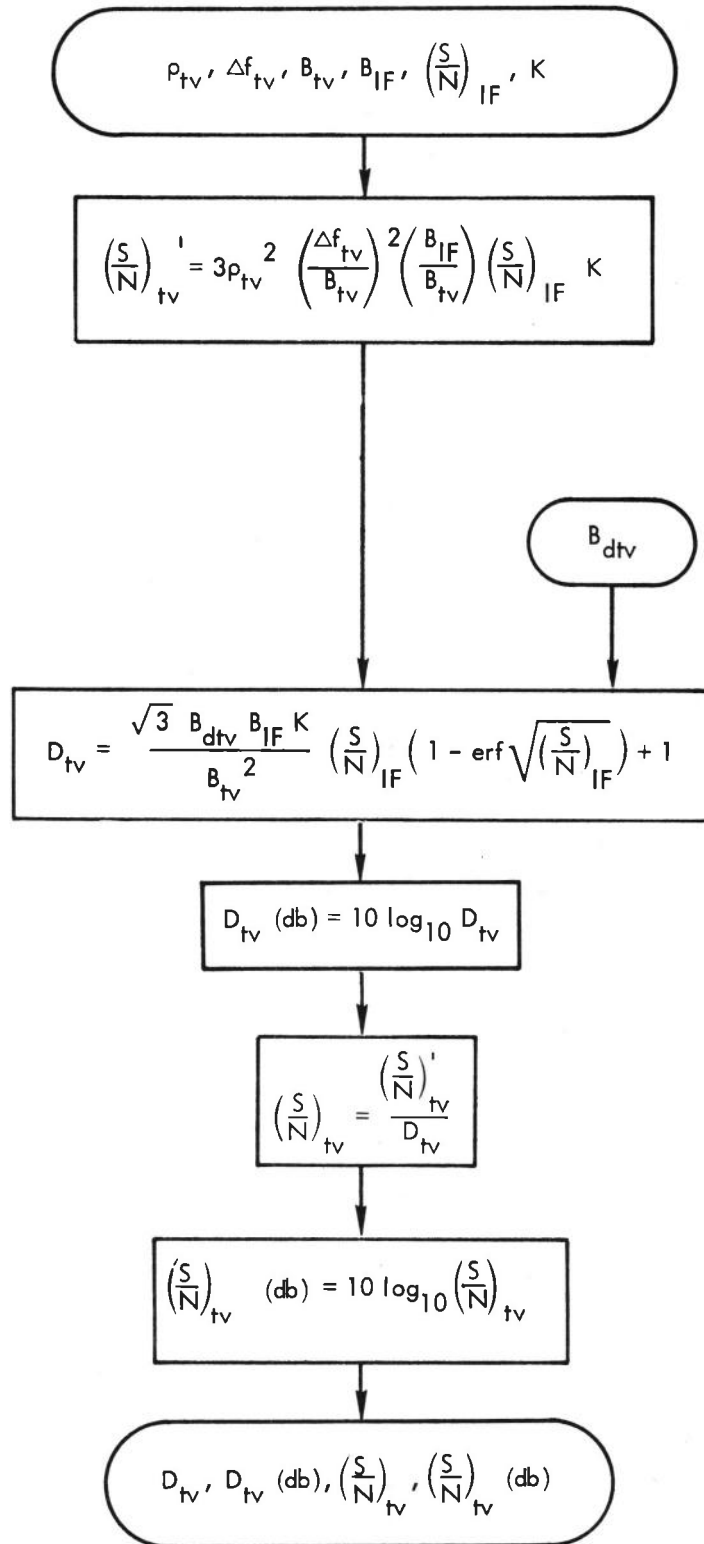 ρ_tv, Δf_tv, B_tv, B_IF, (S/N)_IF, K
(S/N)_tv' = 3ρ_tv² (Δf_tv/B_tv)² (B_IF/B_tv) (S/N)_IF K
B_dtv
D_tv = √3 B_dtv B_IF K / B_tv² (S/N)_IF (1 - erf √(S/N)_IF) + 1
D_tv (db) = 10 log₁₀ D_tv
(S/N)_tv = (S/N)'_tv / D_tv
(S/N)_tv (db) = 10 log₁₀ (S/N)_tv
D_tv, D_tv (db), (S/N)_tv, (S/N)_tv (db)